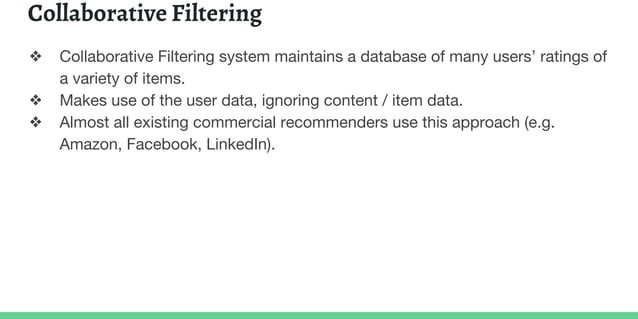 Collaborative Filtering
❖ Collaborative Filtering system maintains a database of many users’ ratings of
a variety of items.
❖ Makes use of the user data, ignoring content / item data.
❖ Almost all existing commercial recommenders use this approach (e.g.
Amazon, Facebook, LinkedIn).